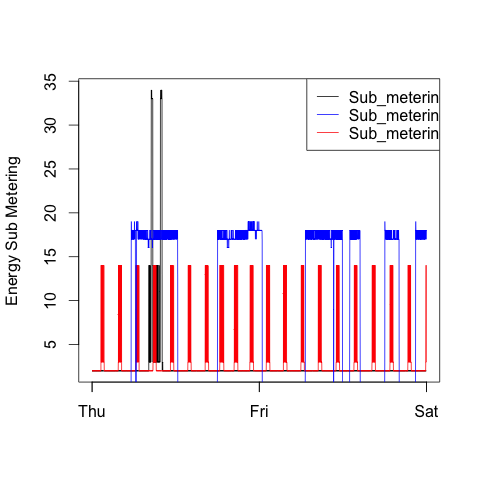 35
30
25
20
15
10
5
Energy Sub Metering
Sub_meterin
Sub_meterin
Sub_meterin
Thu Fri Sat